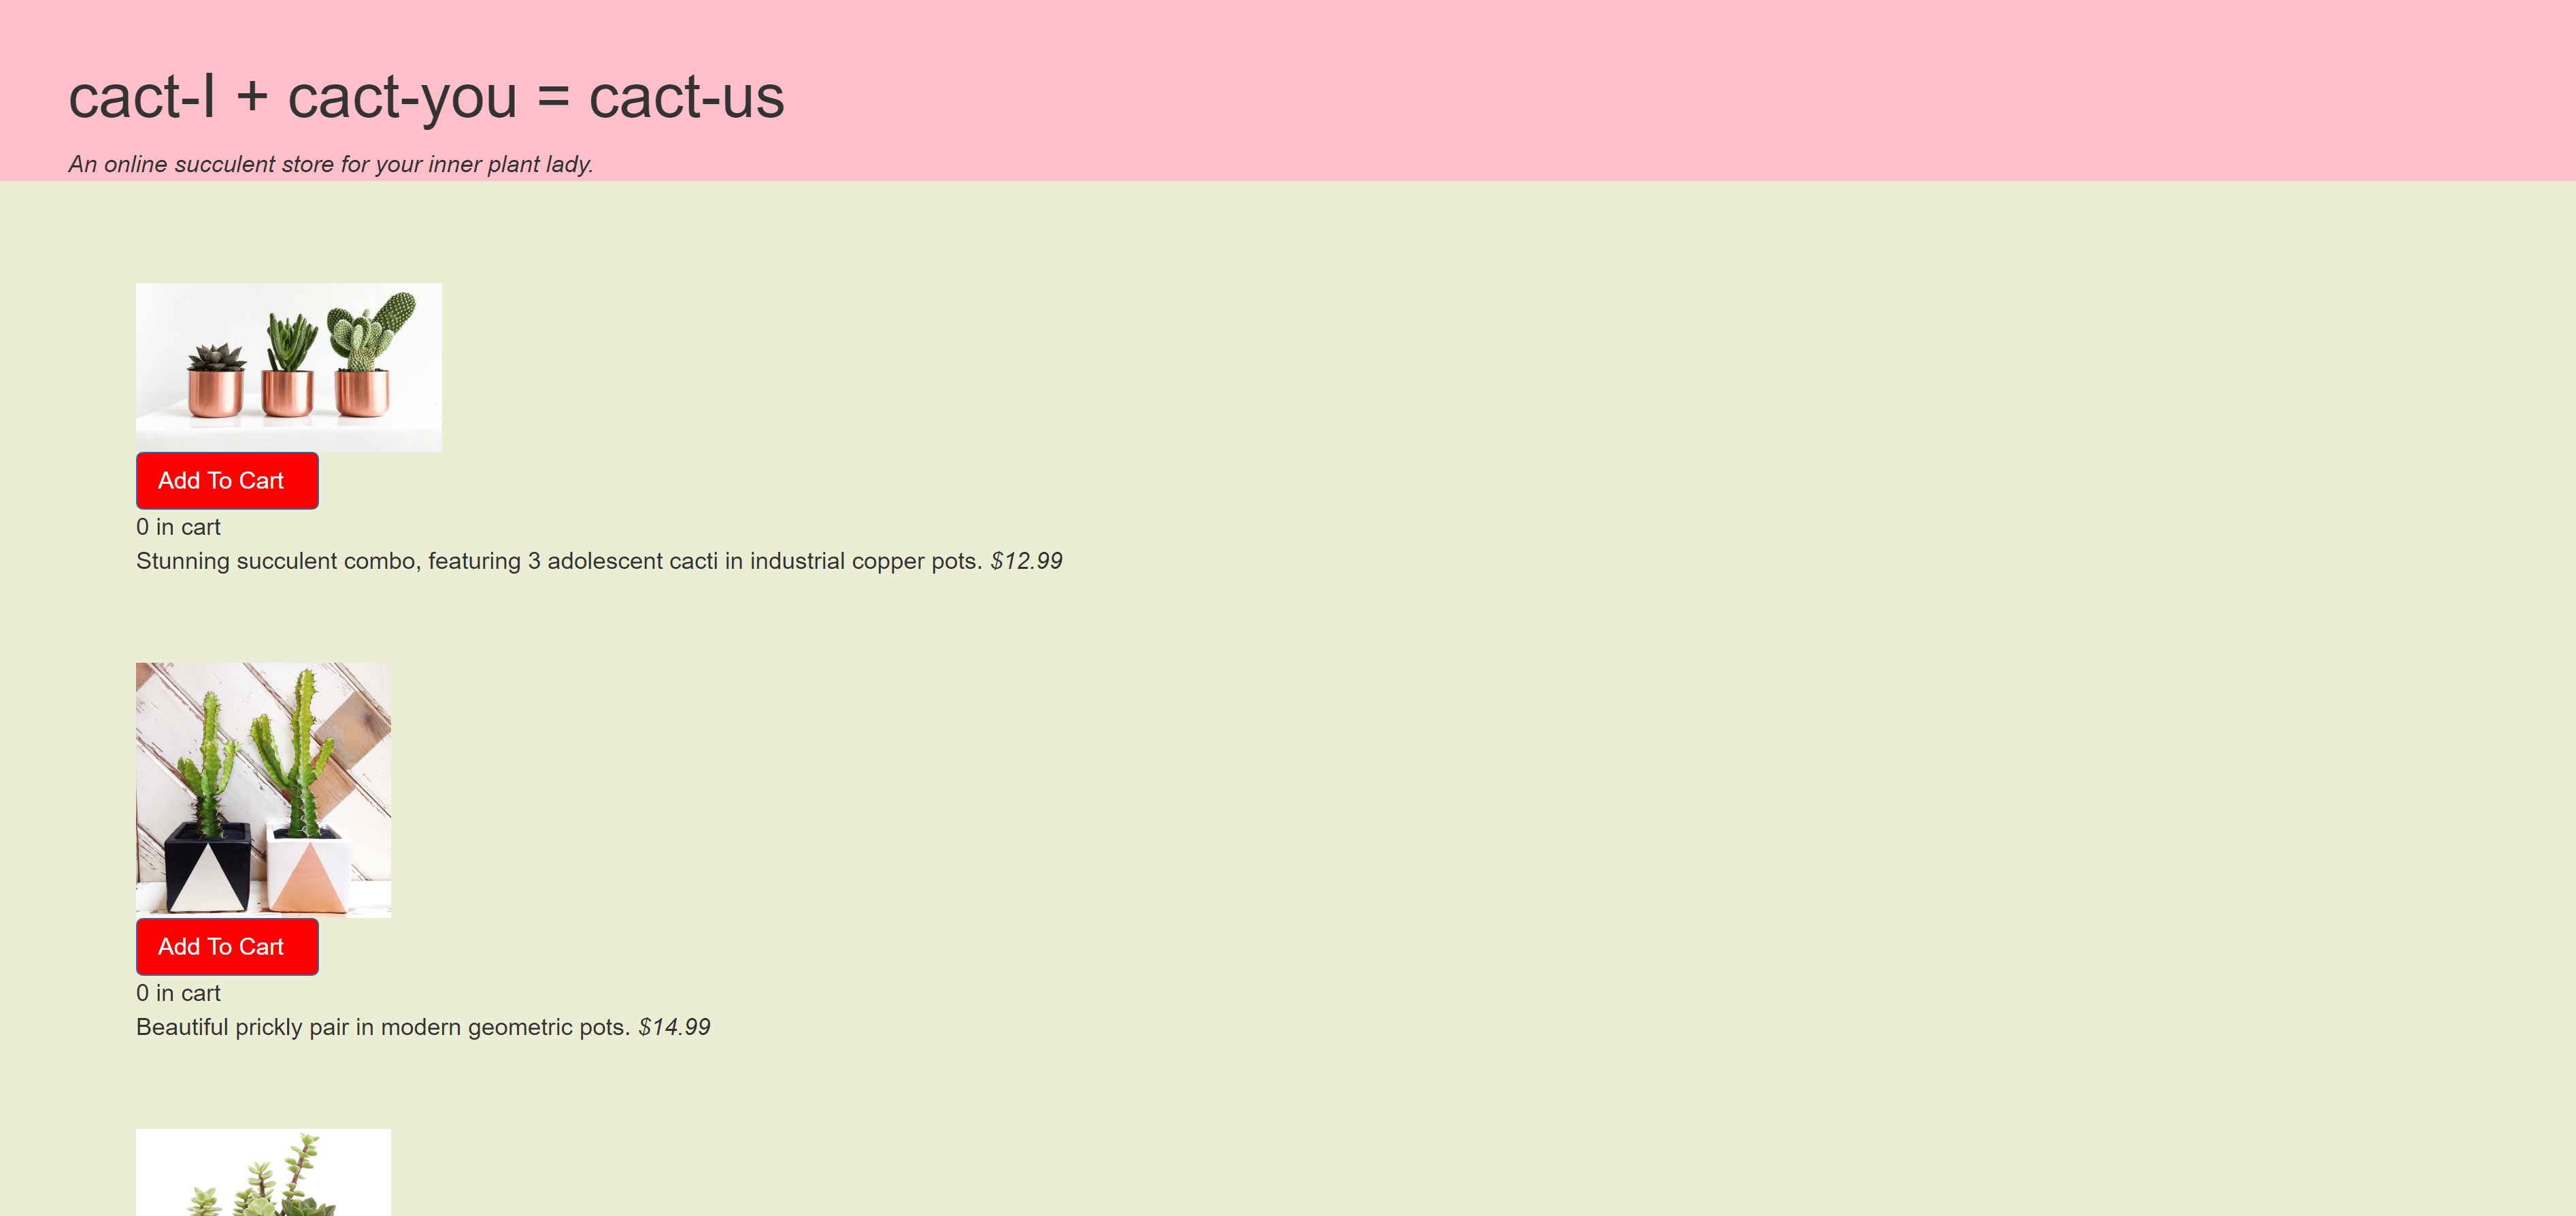 cact-I + cact-you = cact-us
An online succulent store for your inner plant lady.
Add To Cart
0 in cart
Stunning succulent combo, featuring 3 adolescent cacti in industrial copper pots. $12.99
Add To Cart
0 in cart
Beautiful prickly pair in modern geometric pots. $14.99